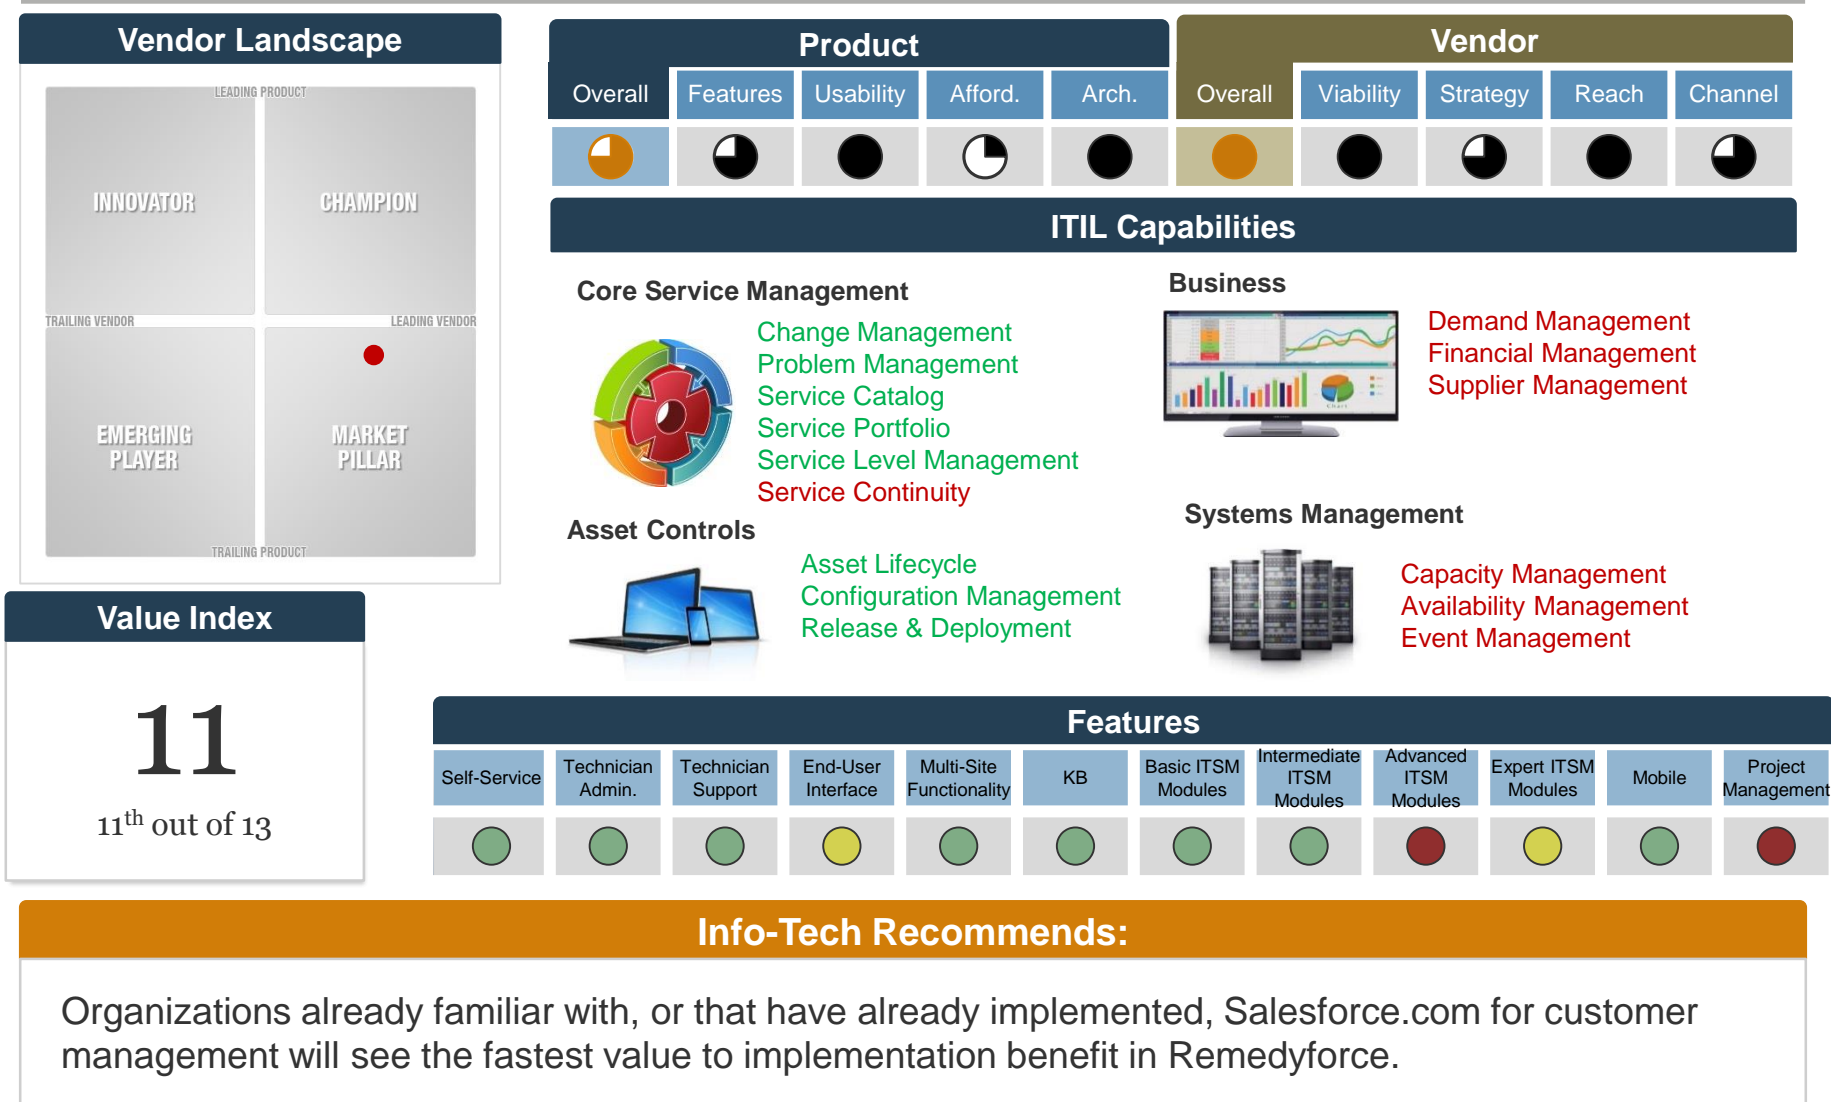 Vendor Landscape
LEADING PRODUCT
INNOVATOR
CHAMPION
TRAILING VENDOR
LEADING VENDOR
EMERGING
PLAYER
MARKET
PILLAR
TRAILING PRODUCT
Product
Vendor
Overall
Features
Usability
Afford.
Arch.
Overall
Viability
Strategy
Reach
Channel
ITIL Capabilities
Core Service Management
Change Management
Problem Management
Service Catalog
Service Portfolio
Service Level Management
Service Continuity
Business
Demand Management
Financial Management
Supplier Management
Asset Controls
Asset Lifecycle
Configuration Management
Release & Deployment
Systems Management
Capacity Management
Availability Management
Event Management
Value Index
11
11th out of 13
Features
Self-Service
Technician
Admin.
Technician
Support
End-User
Interface
Multi-Site
Functionality
KB
Basic ITSM
Modules
Intermediate
ITSM
Modules
Advanced
ITSM
Modules
Expert ITSM
Modules
Mobile
Project
Management
Info-Tech Recommends:
Organizations already familiar with, or that have already implemented, Salesforce.com for customer
management will see the fastest value to implementation benefit in Remedyforce.